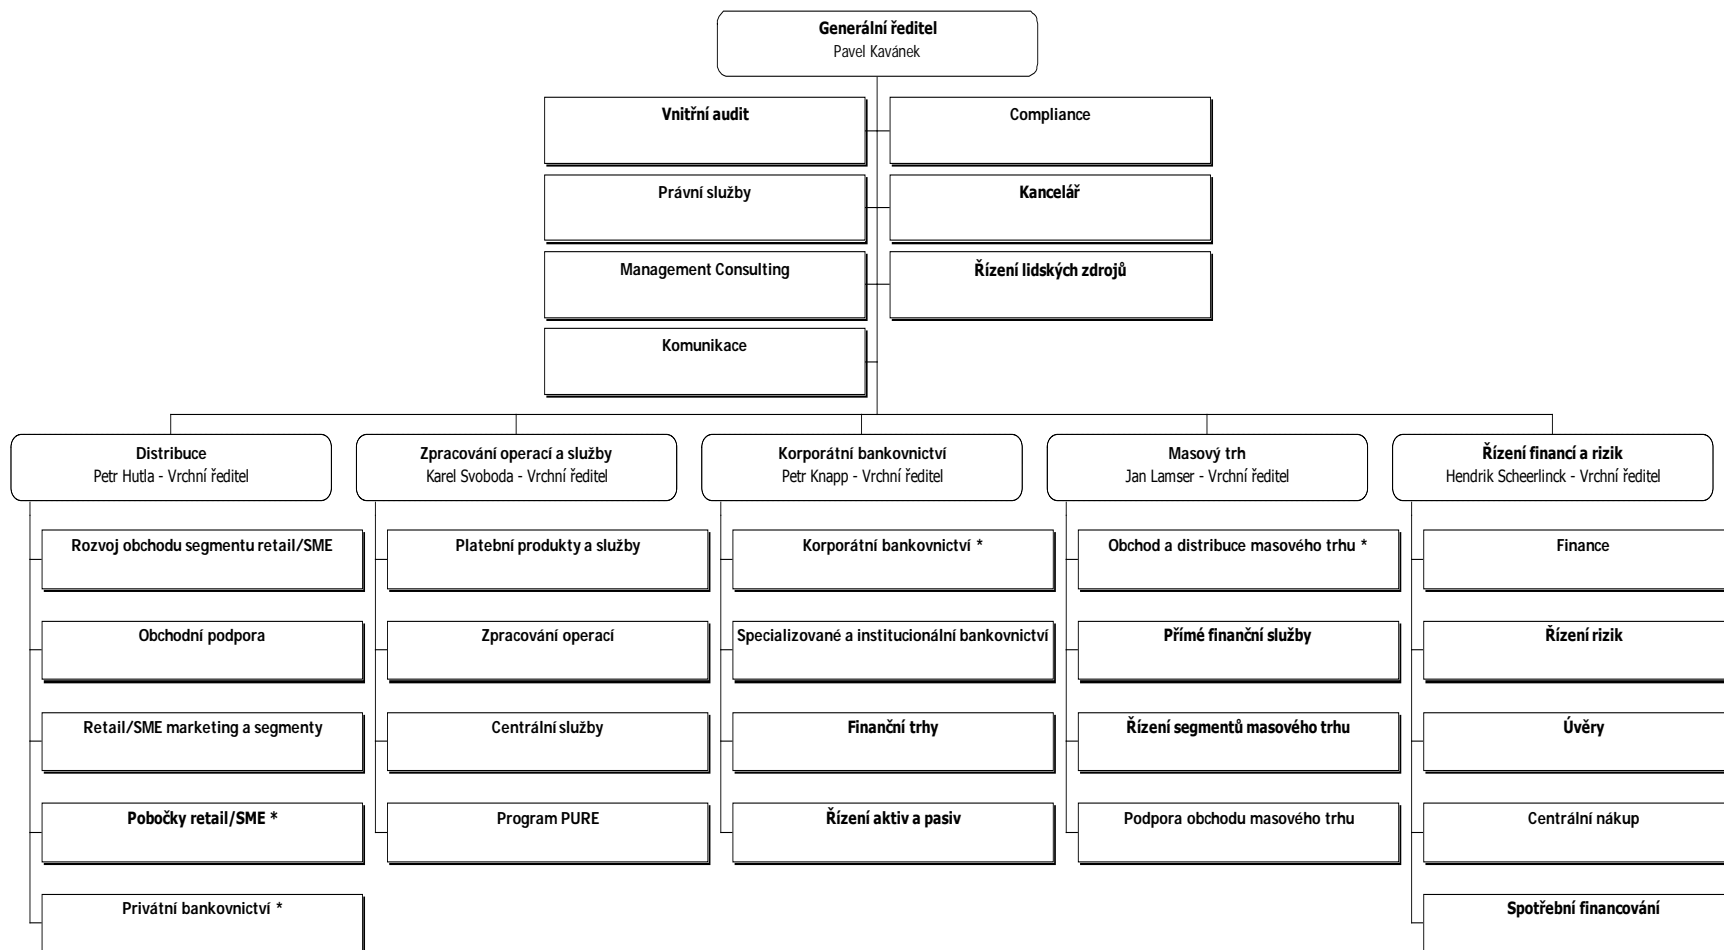 Generální ředitel
Pavel Kavánek
Vnitřní audit
Compliance
Právní služby
Kancelář
Management Consulting
Řízení lidských zdrojů
Komunikace
Distribuce
Petr Hutla - Vrchní ředitel
Zpracování operací a služby
Karel Svoboda - Vrchní ředitel
Korporátní bankovnictví
Petr Knapp - Vrchní ředitel
Masový trh
Jan Lamser - Vrchní ředitel
Řízení financí a rizik
Hendrik Scheerlinck - Vrchní ředitel
Rozvoj obchodu segmentu retail/SME
Platební produkty a služby
Korporátní bankovnictví *
Obchod a distribuce masového trhu *
Finance
Obchodní podpora
Zpracování operací
Specializované a institucionální bankovnictví
Přímé finanční služby
Řízení rizik
Retail/SME marketing a segmenty
Centrální služby
Finanční trhy
Řízení segmentů masového trhu
Úvěry
Pobočky retail/SME *
Program PURE
Řízení aktiv a pasiv
Podpora obchodu masového trhu
Centrální nákup
Privátní bankovnictví *
Spotřební financování